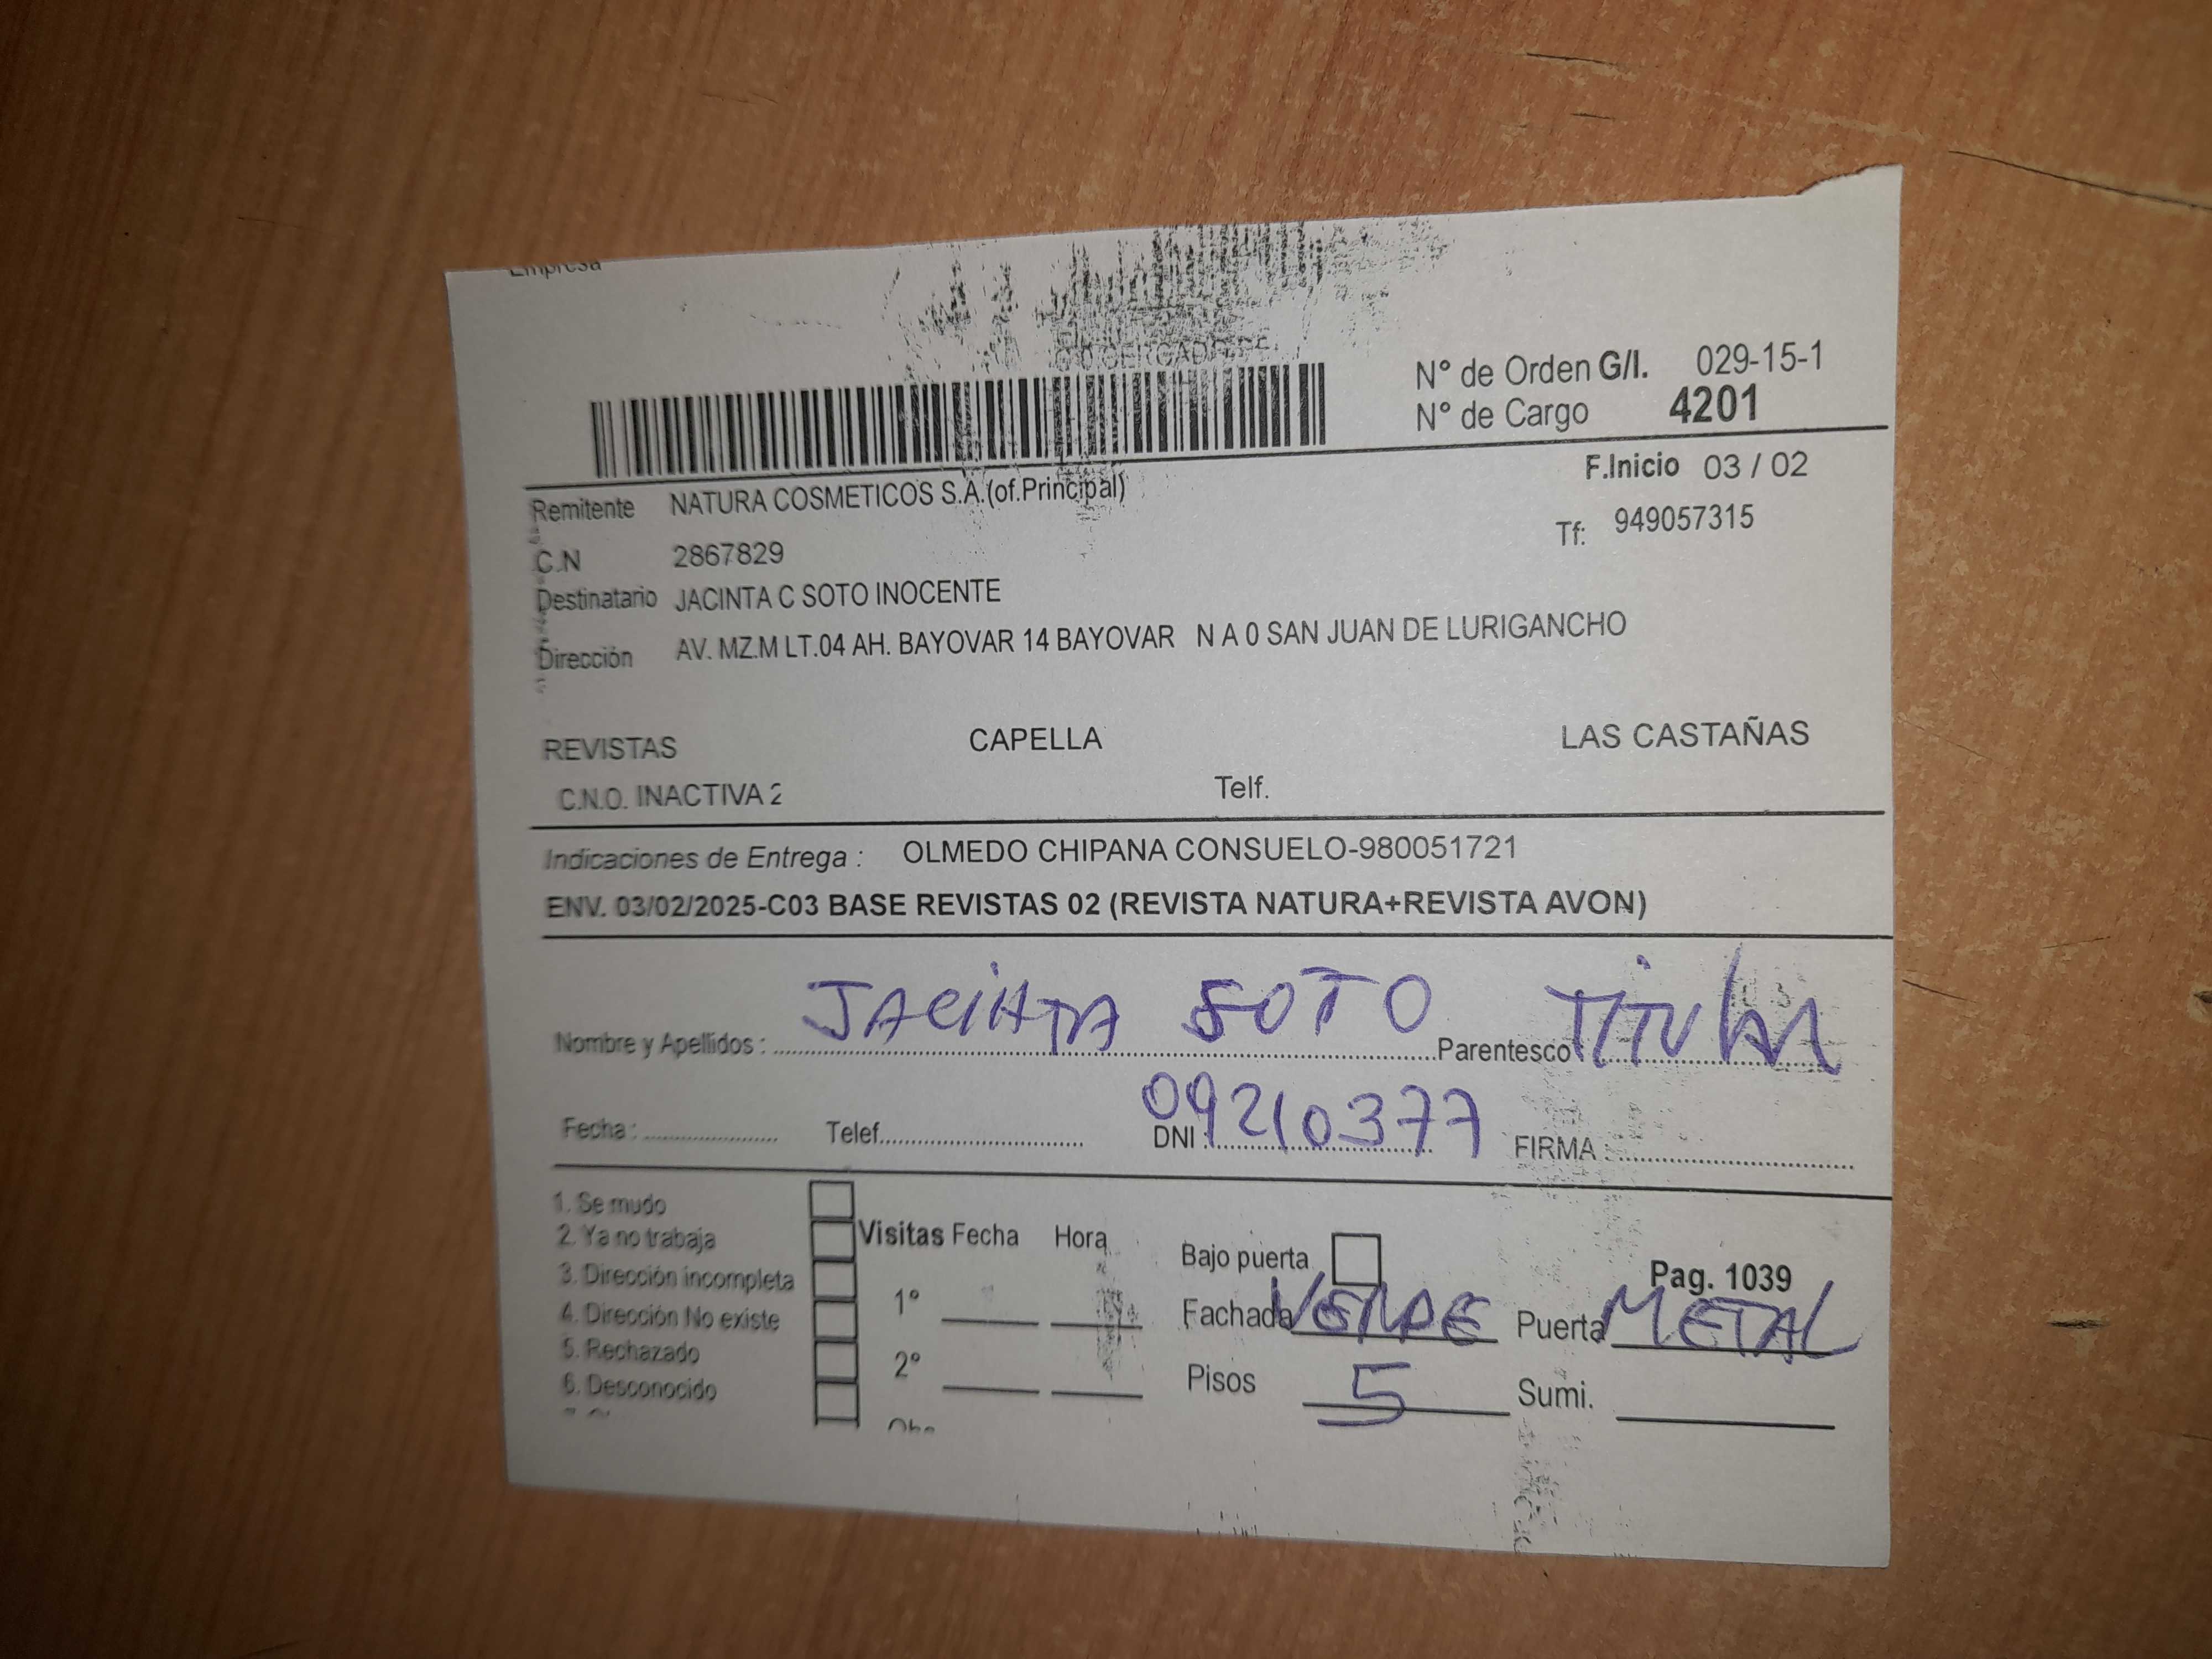 Empresa
N° de Orden G/I. 029-15-1
N° de Cargo 4201
F.Inicio 03 / 02
Remitente NATURA COSMETICOS S.A.(of.Principal)
Tf: 949057315
C.N 2867829
Destinatario JACINTA C SOTO INOCENTE
Dirección AV. MZ.M LT.04 AH. BAYOVAR 14 BAYOVAR N A 0 SAN JUAN DE LURIGANCHO
REVISTAS CAPELLA LAS CASTAÑAS
C.N.O. INACTIVA 2 Telf.
Indicaciones de Entrega : OLMEDO CHIPANA CONSUELO-980051721
ENV. 03/02/2025-C03 BASE REVISTAS 02 (REVISTA NATURA+REVISTA AVON)
Nombre y Apellidos : JACINTA SOTO Parentesco TITULAR
Fecha : Telef. DNI : 09210377 FIRMA :
1. Se mudo
2. Ya no trabaja
3. Dirección incompleta
4. Dirección No existe
5. Rechazado
6. Desconocido
Visitas Fecha Hora
1°
2°
Bajo puerta
Pag. 1039
Fachada VERDE Puerta METAL
Pisos 5 Sumi.